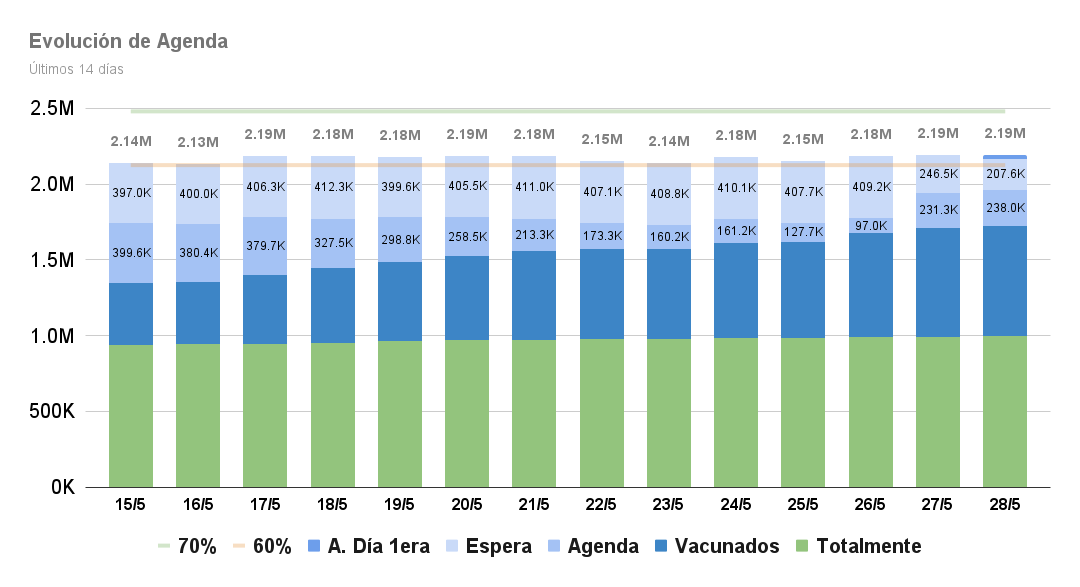 Evolución de Agenda
Últimos 14 días
2.5M
2.14M 2.13M 2.19M 2.18M 2.18M 2.19M 2.18M 2.15M 2.14M 2.18M 2.15M 2.18M 2.19M 2.19M
2.0M
397.0K 400.0K 406.3K 412.3K 399.6K 405.5K 411.0K 407.1K 408.8K 410.1K 407.7K 409.2K 246.5K 207.6K
399.6K 380.4K 379.7K 327.5K 298.8K 258.5K 213.3K 173.3K 160.2K 161.2K 127.7K 97.0K 231.3K 238.0K
1.5M
1.0M
500K
0K
15/5 16/5 17/5 18/5 19/5 20/5 21/5 22/5 23/5 24/5 25/5 26/5 27/5 28/5
70% 60% A. Día 1era Espera Agenda Vacunados Totalmente